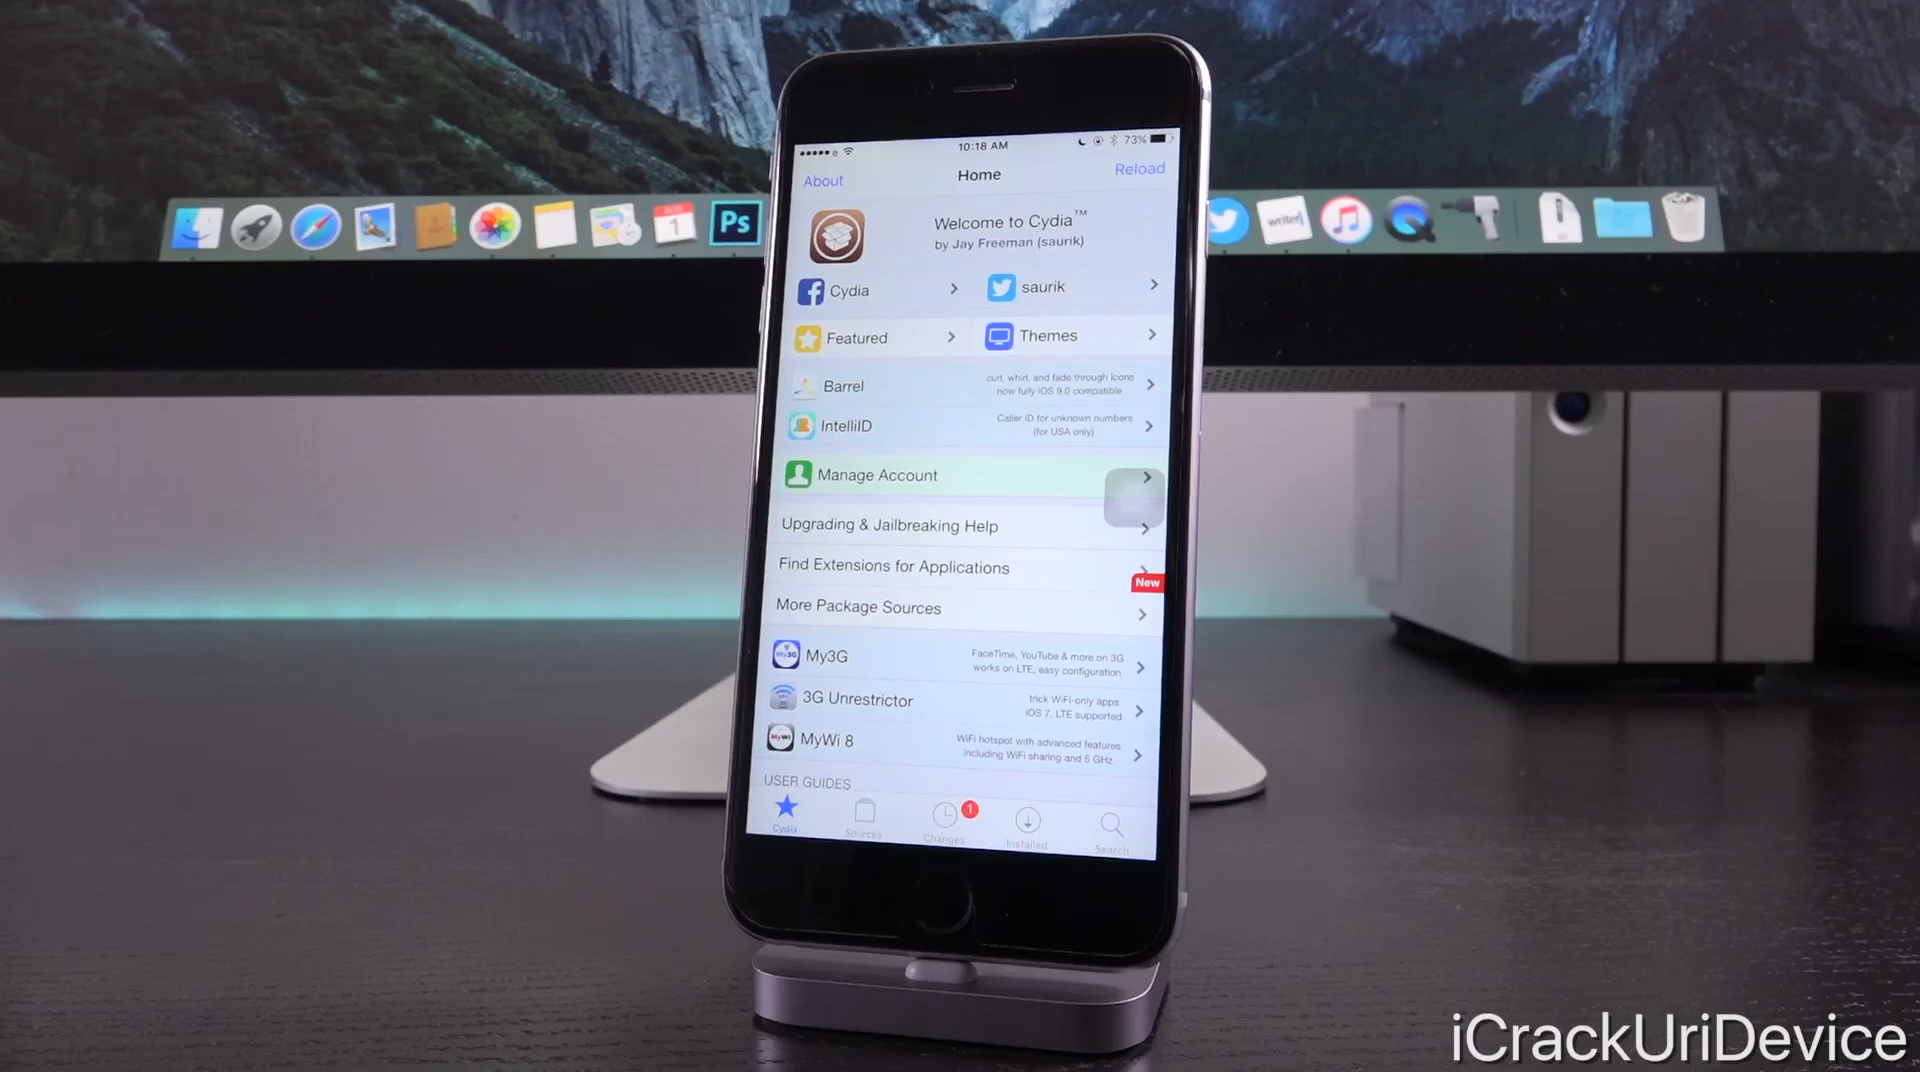 10:18 AM
73%
About
Home
Reload
Welcome to Cydia™
by Jay Freeman (saurik)
Cydia
saurik
Featured
Themes
Barrel
curl, whirl, and fade through icons
now fully iOS 9.0 compatible
IntelliID
Caller ID for unknown numbers
(for USA only)
Manage Account
Upgrading & Jailbreaking Help
Find Extensions for Applications
New
More Package Sources
My3G
My3G
FaceTime, YouTube & more on 3G
works on LTE, easy configuration
3G Unrestrictor
trick WiFi-only apps
iOS 7, LTE supported
MyWi
MyWi 8
WiFi hotspot with advanced features
including WiFi sharing and 5 GHz
USER GUIDES
Cydia
Sources
Changes
1
Installed
Search
1
Ps
writer
iCrackUriDevice